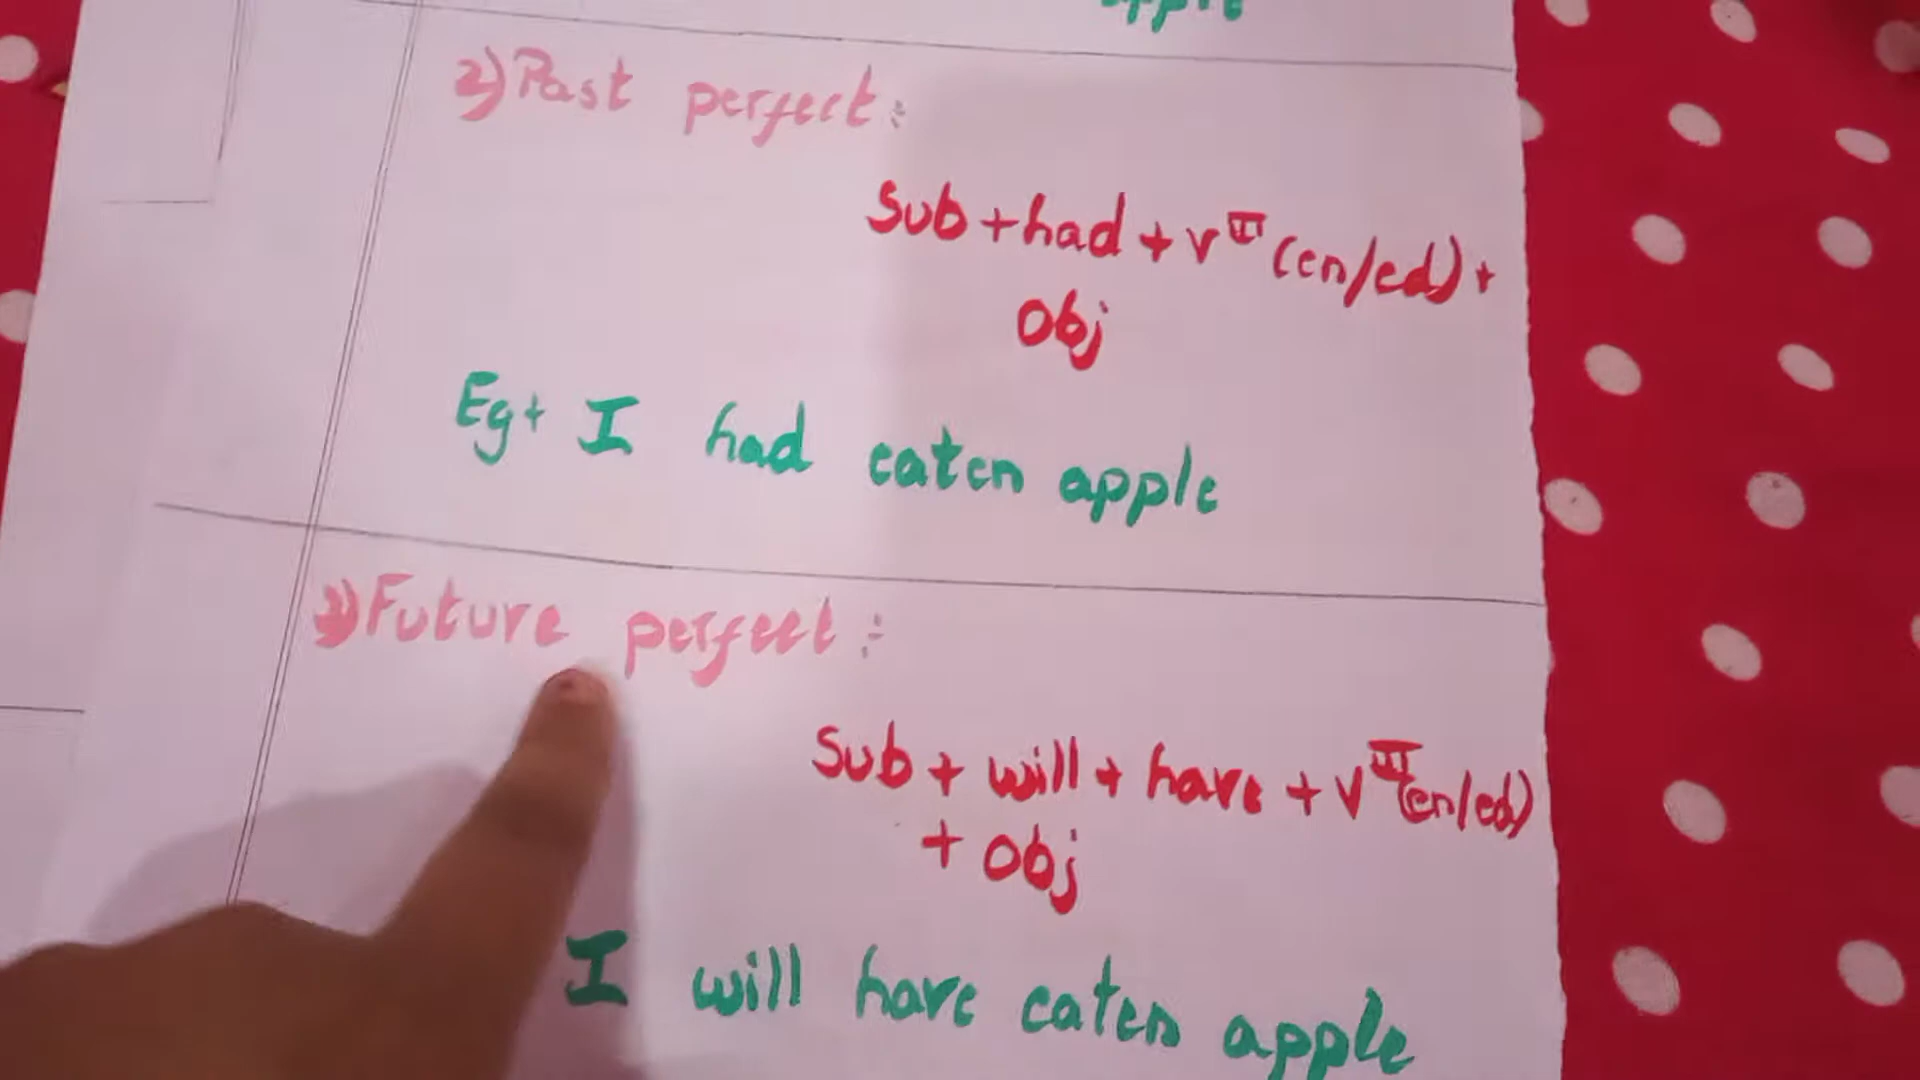 apple
2) Past perfect:
Sub + had + V III (en/ed) +
Obj
Eg+ I had eaten apple
3) Future perfect :-
Sub + will + have + V III (en/ed)
+ Obj
I will have eaten apple